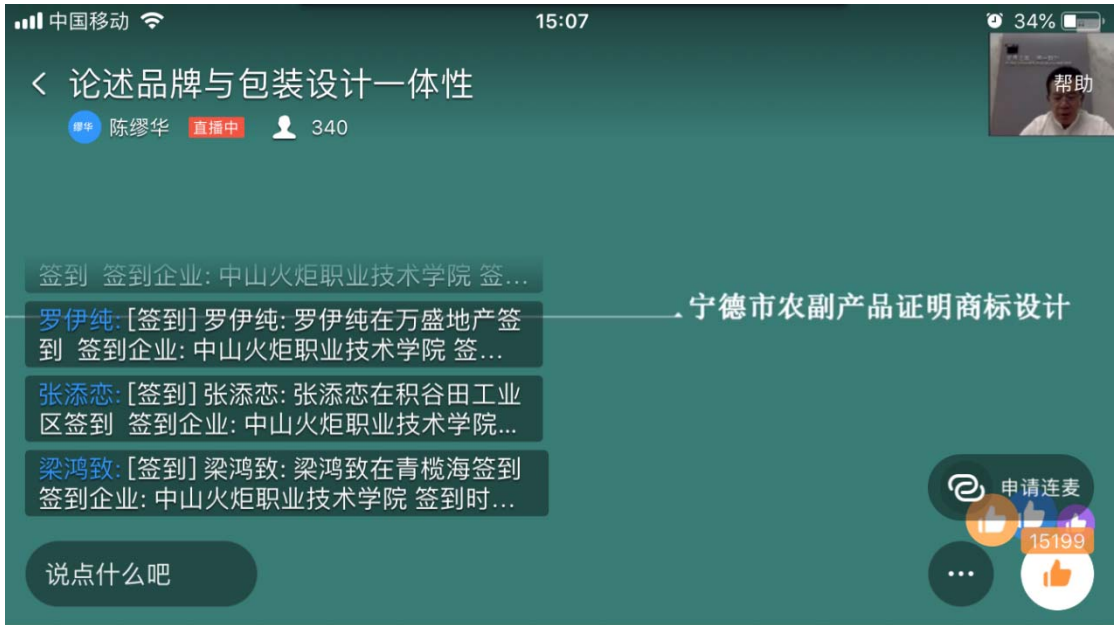 中国移动
15:07
34%
论述品牌与包装设计一体性
帮助
缪华 陈缪华 直播中 340
签到 签到企业: 中山火炬职业技术学院 签...
罗伊纯: [签到] 罗伊纯: 罗伊纯在万盛地产签
到 签到企业: 中山火炬职业技术学院 签...
宁德市农副产品证明商标设计
张添恋: [签到] 张添恋: 张添恋在积谷田工业
区签到 签到企业: 中山火炬职业技术学院...
梁鸿致: [签到] 梁鸿致: 梁鸿致在青榄海签到
签到企业: 中山火炬职业技术学院 签到时...
申请连麦
15199
说点什么吧